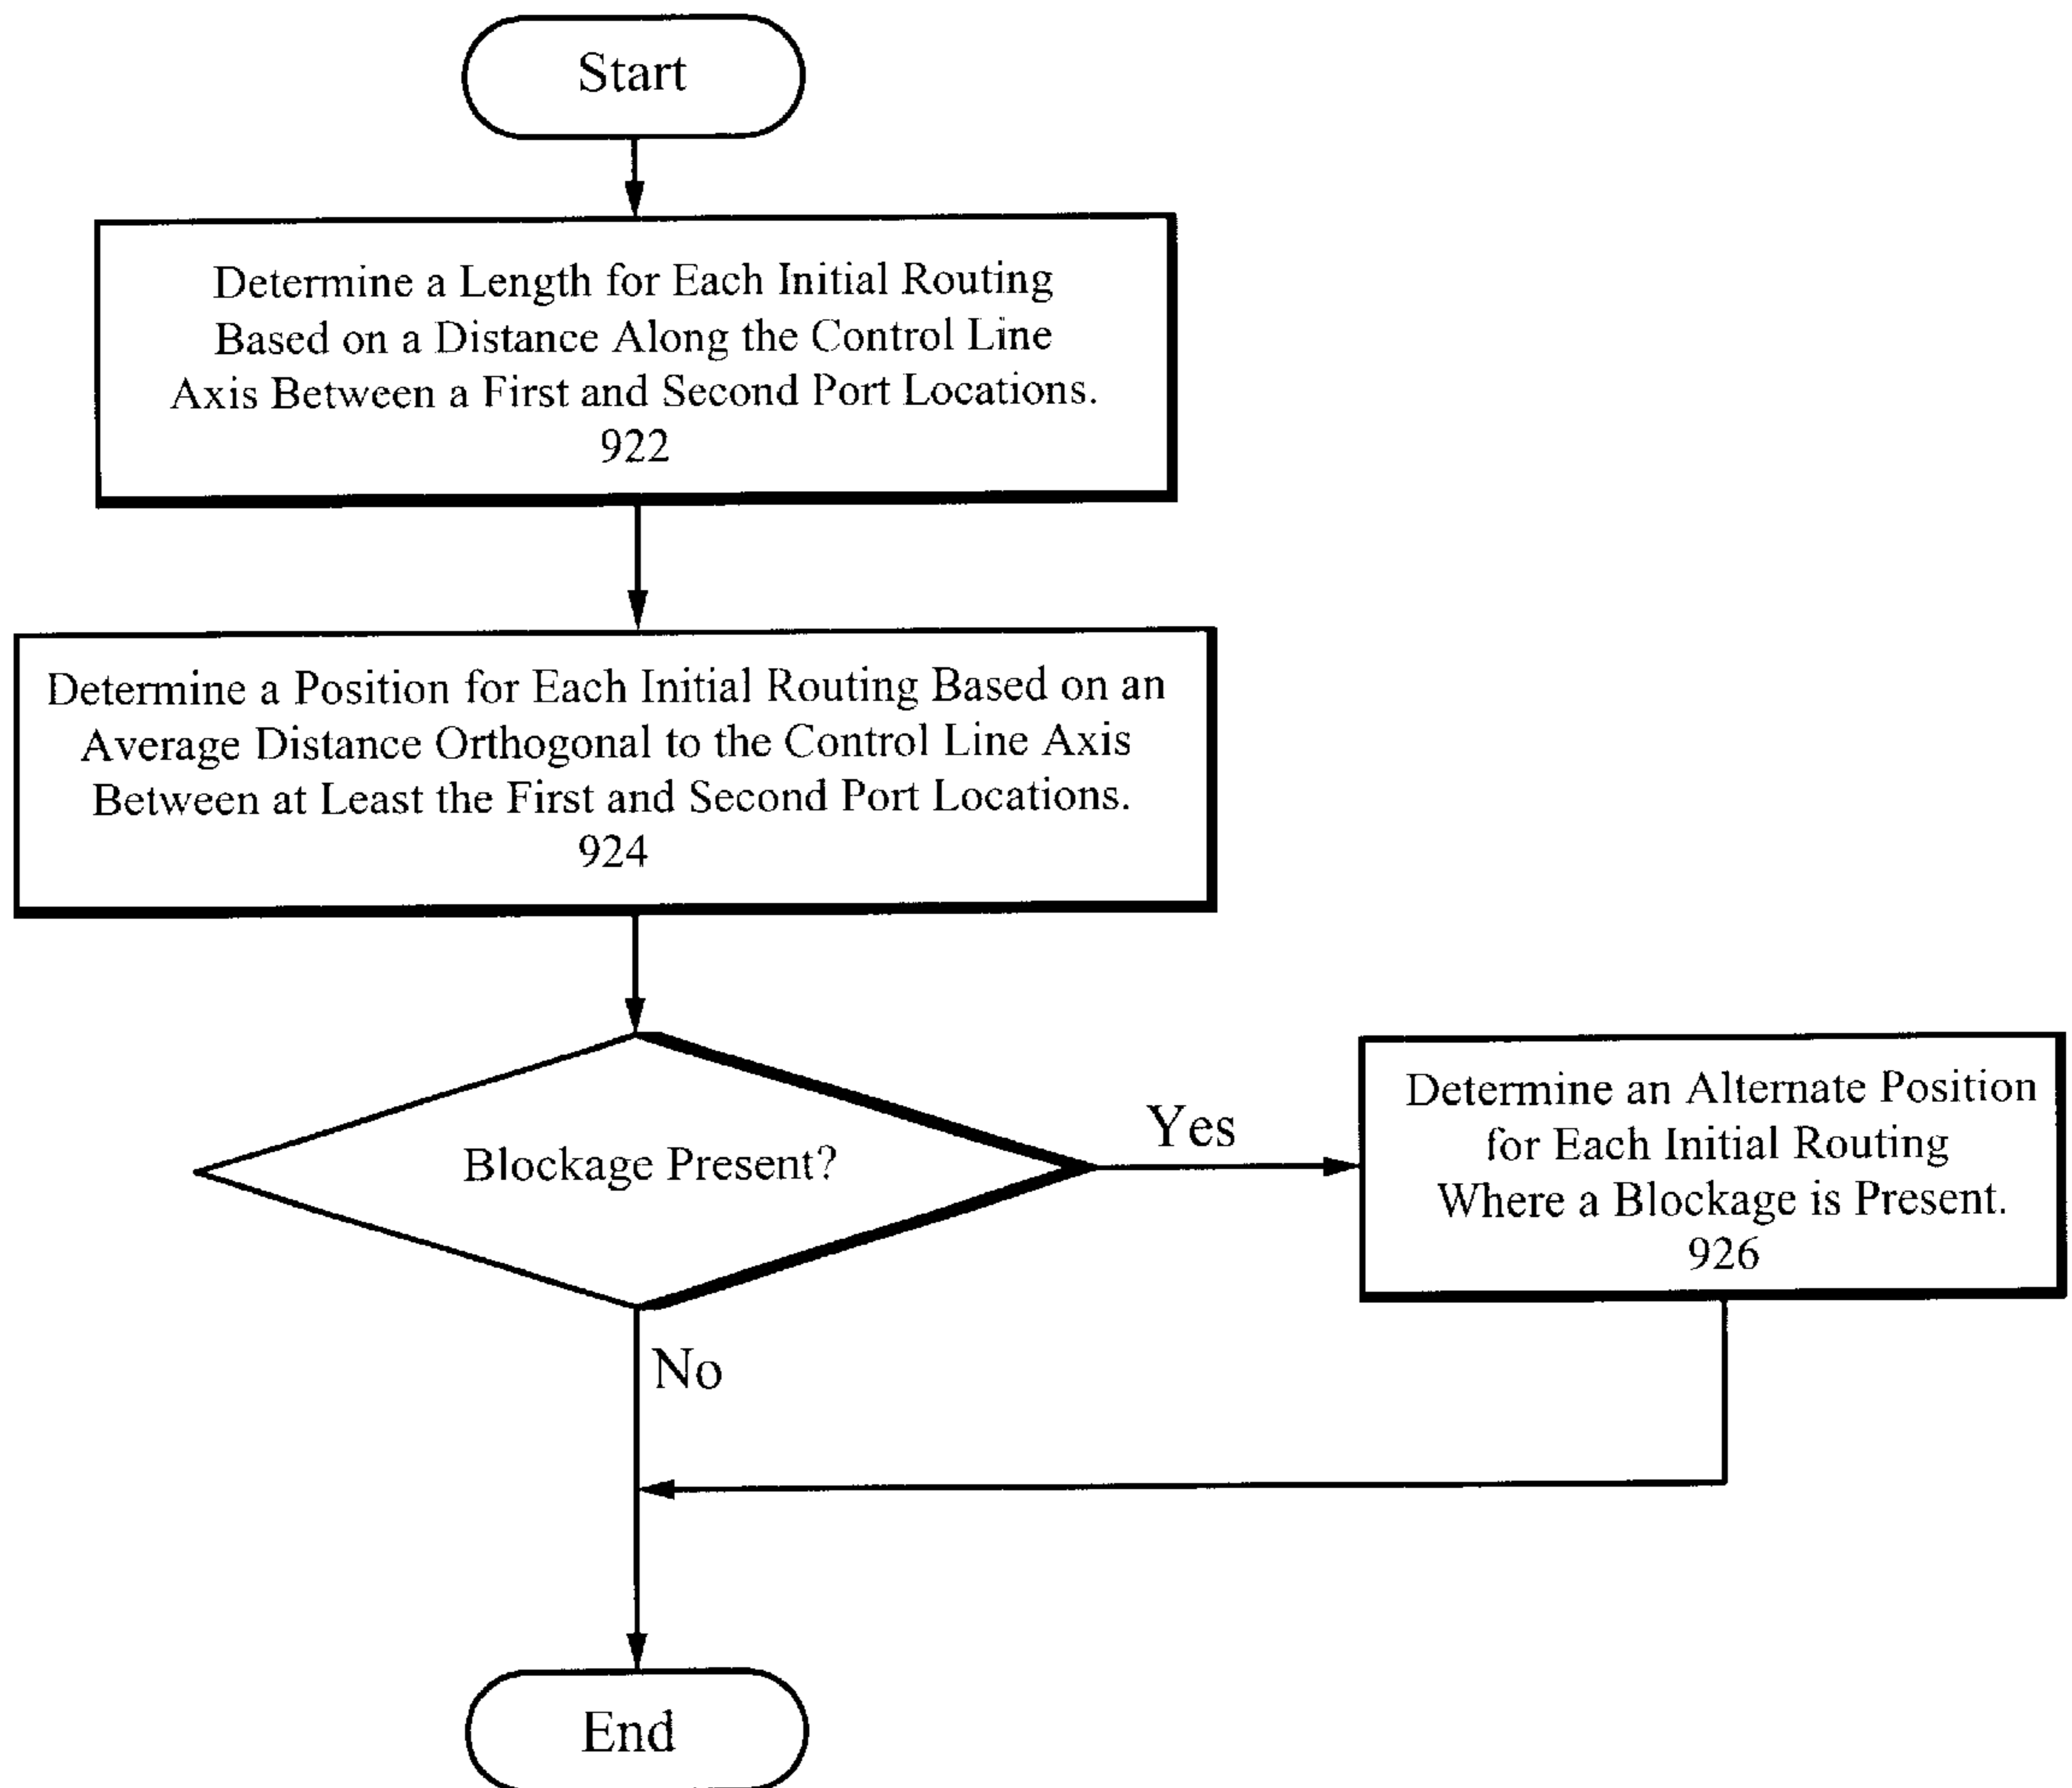 Start
Determine a Length for Each Initial Routing
Based on a Distance Along the Control Line
Axis Between a First and Second Port Locations.
922
Determine a Position for Each Initial Routing Based on an
Average Distance Orthogonal to the Control Line Axis
Between at Least the First and Second Port Locations.
924
Blockage Present?
Yes
Determine an Alternate Position
for Each Initial Routing
Where a Blockage is Present.
926
No
End